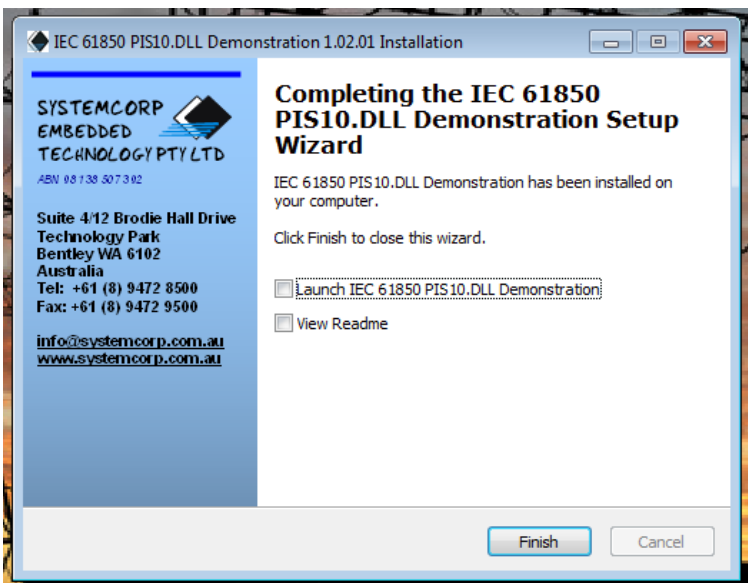 IEC 61850 PIS10.DLL Demonstration 1.02.01 Installation
SYSTEMCORP
EMBEDDED
TECHNOLOGY PTY LTD
ABN 98 138 507 392
Suite 4/12 Brodie Hall Drive
Technology Park
Bentley WA 6102
Australia
Tel: +61 (8) 9472 8500
Fax: +61 (8) 9472 9500
info@systemcorp.com.au
www.systemcorp.com.au
Completing the IEC 61850
PIS10.DLL Demonstration Setup
Wizard
IEC 61850 PIS10.DLL Demonstration has been installed on
your computer.
Click Finish to close this wizard.
Launch IEC 61850 PIS10.DLL Demonstration
View Readme
Finish
Cancel